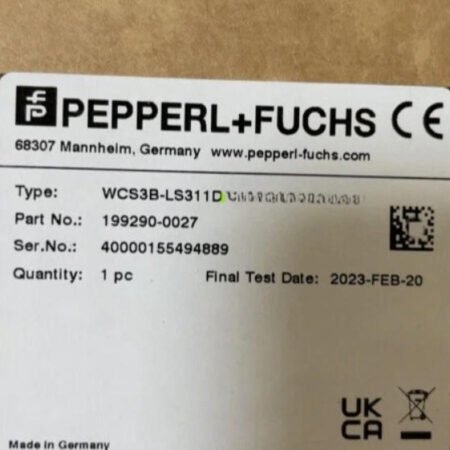 PEPPERL+FUCHS CE
68307 Mannheim, Germany www.pepperl-fuchs.com
Type: WCS3B-LS311D
Part No.: 199290-0027
Ser.No.: 40000155494889
Quantity: 1 pc Final Test Date: 2023-FEB-20
UK
CA
Made in Germany